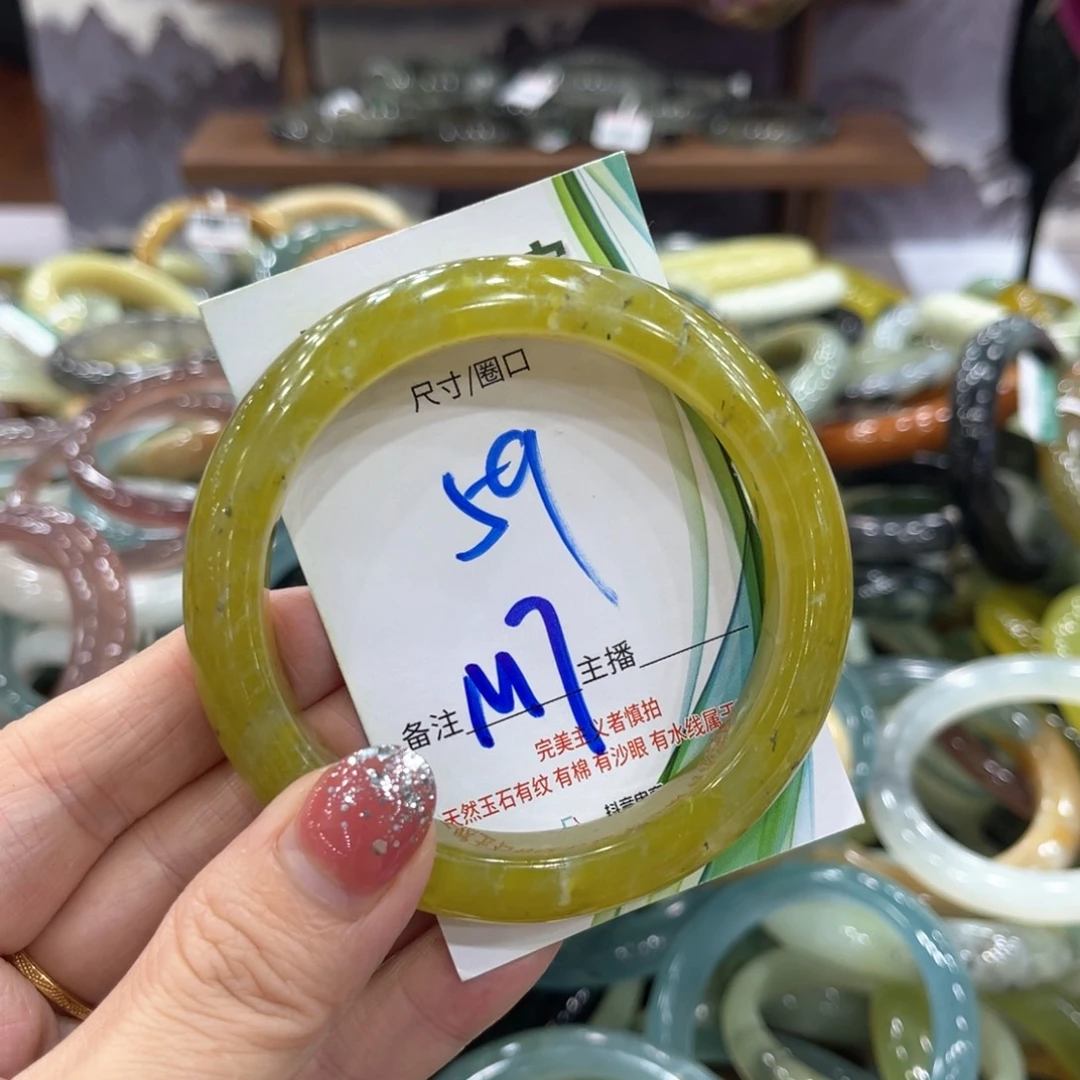 尺寸/圈口
59
备注 M7 主播
完美主义者慎拍
天然玉石有纹 有棉 有沙眼 有水线属于